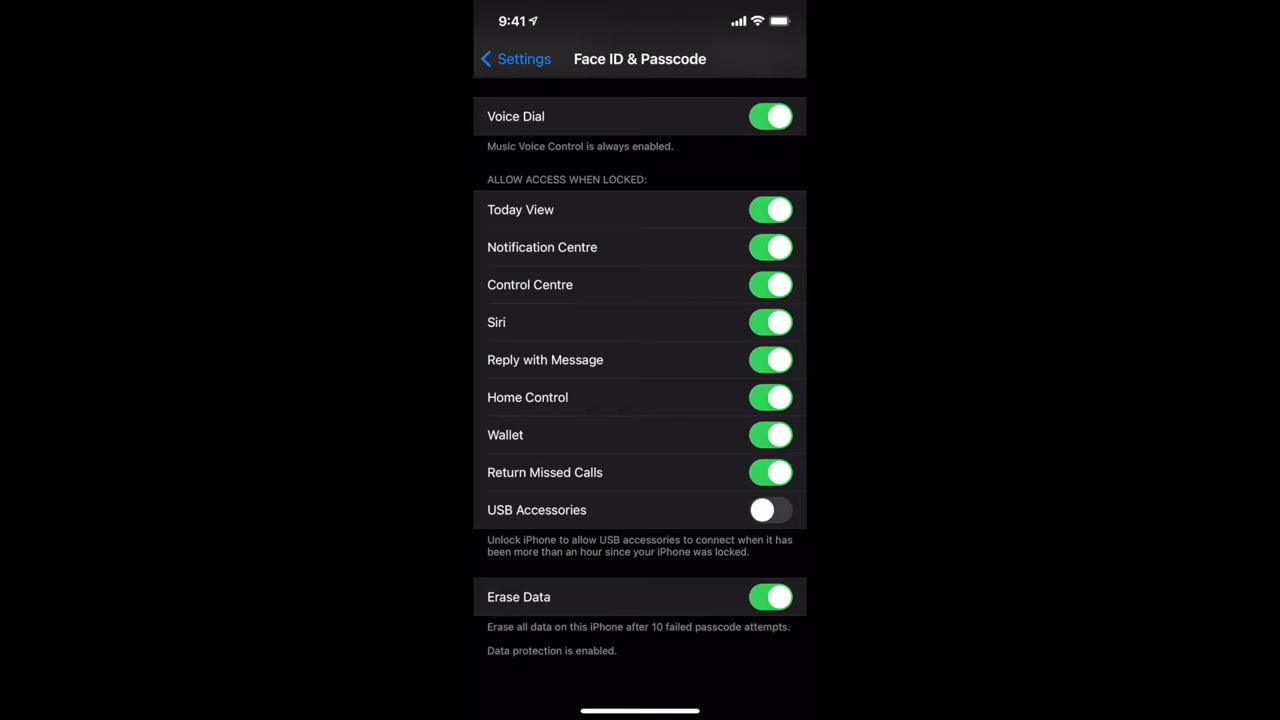 9:41
Settings
Face ID & Passcode
Voice Dial
Music Voice Control is always enabled.
ALLOW ACCESS WHEN LOCKED:
Today View
Notification Centre
Control Centre
Siri
Reply with Message
Home Control
Wallet
Return Missed Calls
USB Accessories
Unlock iPhone to allow USB accessories to connect when it has
been more than an hour since your iPhone was locked.
Erase Data
Erase all data on this iPhone after 10 failed passcode attempts.
Data protection is enabled.